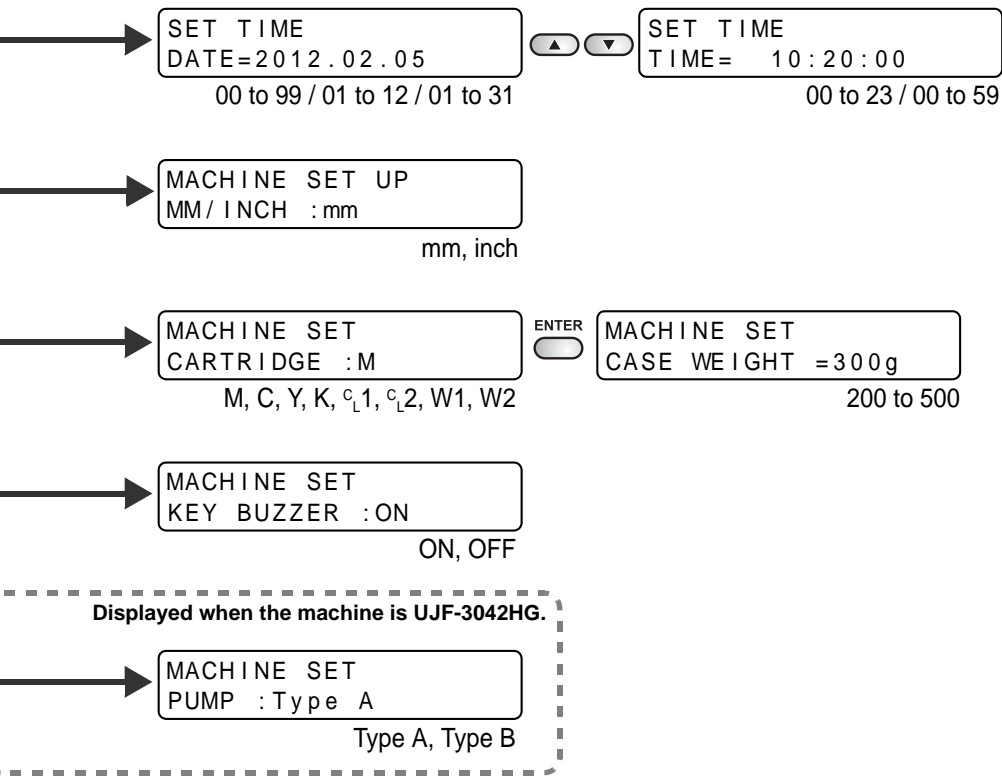 SET TIME
DATE=2012.02.05
00 to 99 / 01 to 12 / 01 to 31
SET TIME
TIME= 10:20:00
00 to 23 / 00 to 59
MACHINE SET UP
MM/INCH :mm
mm, inch
MACHINE SET
CARTRIDGE :M
M, C, Y, K, CL1, CL2, W1, W2
ENTER
MACHINE SET
CASE WEIGHT =300g
200 to 500
MACHINE SET
KEY BUZZER :ON
ON, OFF
Displayed when the machine is UJF-3042HG.
MACHINE SET
PUMP :Type A
Type A, Type B